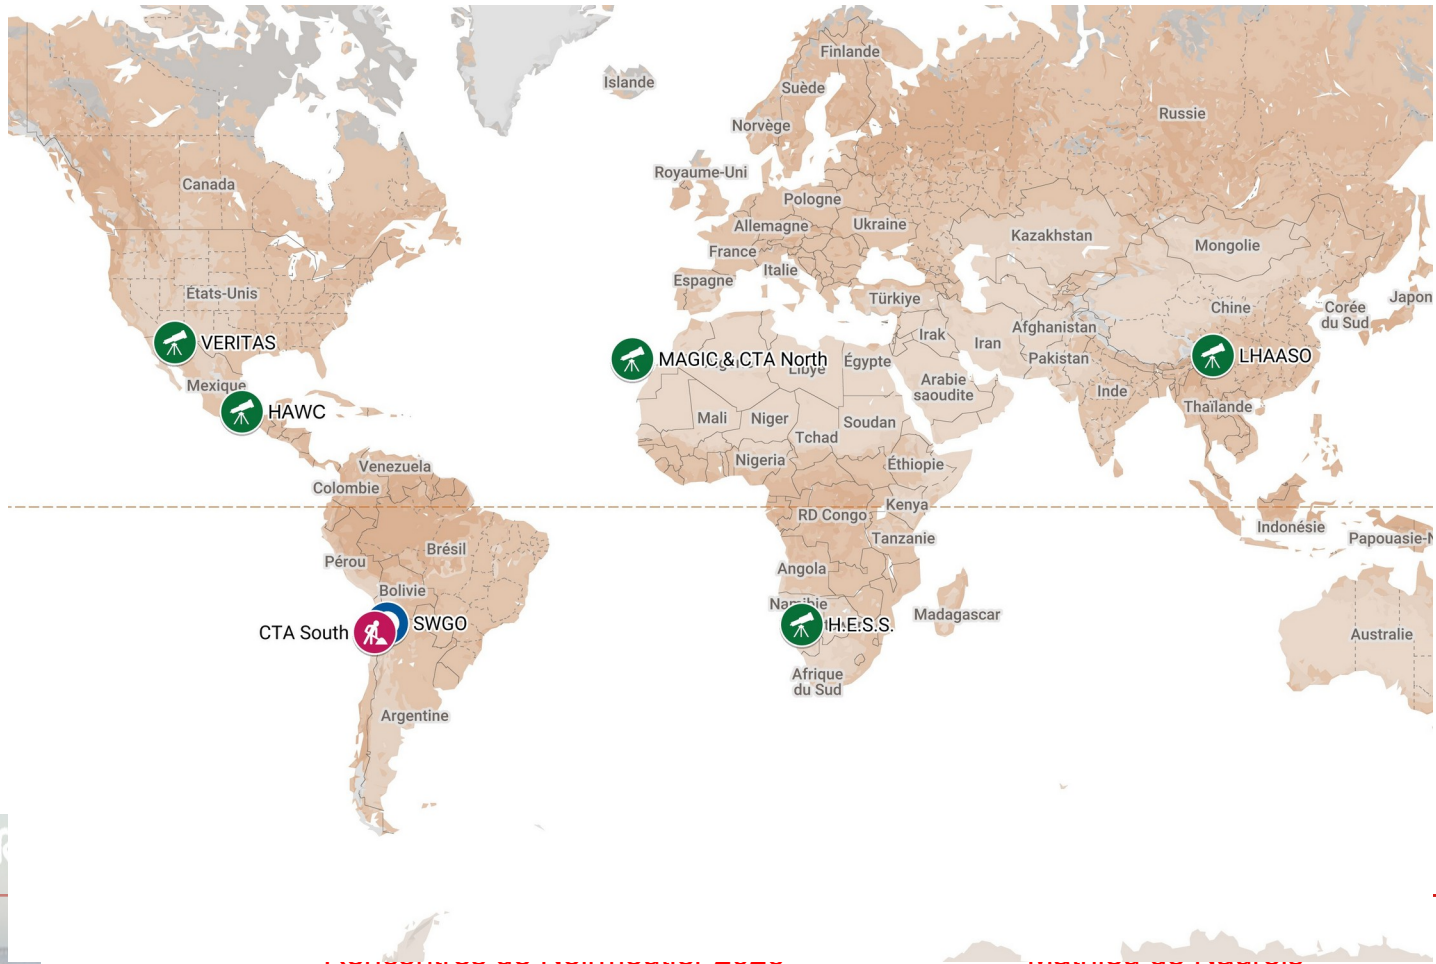 Finlande
Islande
Suède
Russie
Norvège
Royaume-Uni
Canada
Pologne
Allemagne
Ukraine
Kazakhstan
Mongolie
France
Italie
Espagne
États-Unis
Türkiye
Chine
Corée
du Sud
Japon
VERITAS
Irak
Iran
Afghanistan
MAGIC & CTA North
Libye
Égypte
Pakistan
LHAASO
Mexique
Arabie
saoudite
Inde
HAWC
Mali
Niger
Soudan
Thaïlande
Tchad
Venezuela
Nigeria
Éthiopie
Colombie
RD Congo
Kenya
Indonésie
Tanzanie
Papouasie-N
Brésil
Pérou
Angola
Bolivie
Namibie
Madagascar
CTA South
SWGO
H.E.S.S.
Australie
Afrique
du Sud
Argentine